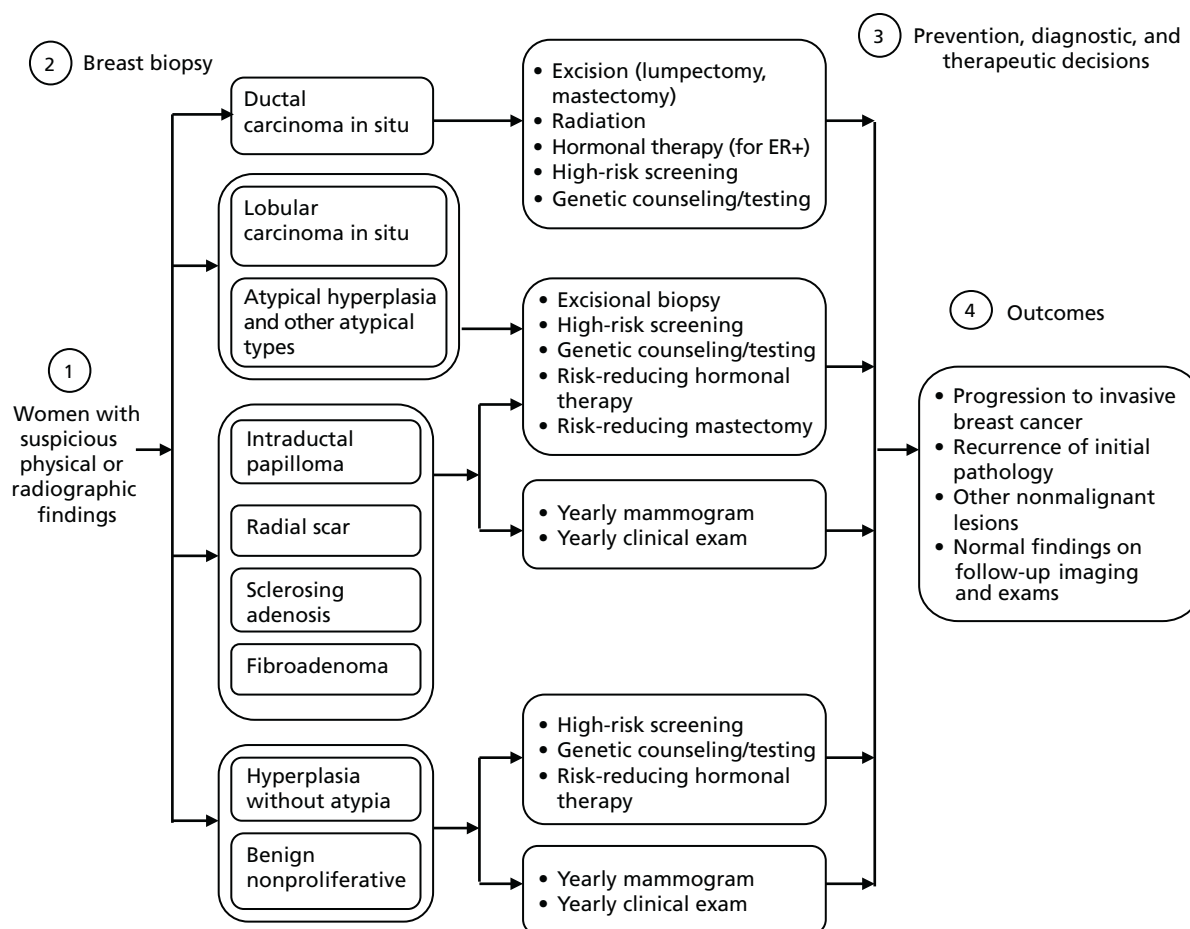 2 Breast biopsy
3 Prevention, diagnostic, and
therapeutic decisions
Ductal
carcinoma in situ
• Excision (lumpectomy,
mastectomy)
• Radiation
• Hormonal therapy (for ER+)
• High-risk screening
• Genetic counseling/testing
Lobular
carcinoma in situ
Atypical hyperplasia
and other atypical
types
• Excisional biopsy
• High-risk screening
• Genetic counseling/testing
• Risk-reducing hormonal
therapy
• Risk-reducing mastectomy
1
Women with
suspicious
physical or
radiographic
findings
Intraductal
papilloma
Radial scar
Sclerosing
adenosis
Fibroadenoma
• Yearly mammogram
• Yearly clinical exam
Hyperplasia
without atypia
Benign
nonproliferative
• High-risk screening
• Genetic counseling/testing
• Risk-reducing hormonal
therapy
• Yearly mammogram
• Yearly clinical exam
4 Outcomes
• Progression to invasive
breast cancer
• Recurrence of initial
pathology
• Other nonmalignant
lesions
• Normal findings on
follow-up imaging
and exams